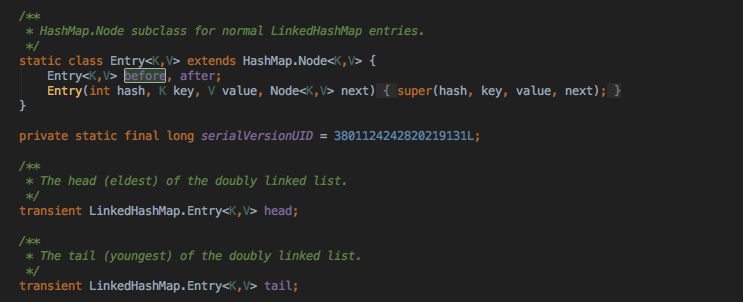 /**
 * HashMap.Node subclass for normal LinkedHashMap entries.
 */
static class Entry<K,V> extends HashMap.Node<K,V> {
    Entry<K,V> before, after;
    Entry(int hash, K key, V value, Node<K,V> next) { super(hash, key, value, next); }
}
private static final long serialVersionUID = 3801124242820219131L;
/**
 * The head (eldest) of the doubly linked list.
 */
transient LinkedHashMap.Entry<K,V> head;
/**
 * The tail (youngest) of the doubly linked list.
 */
transient LinkedHashMap.Entry<K,V> tail;